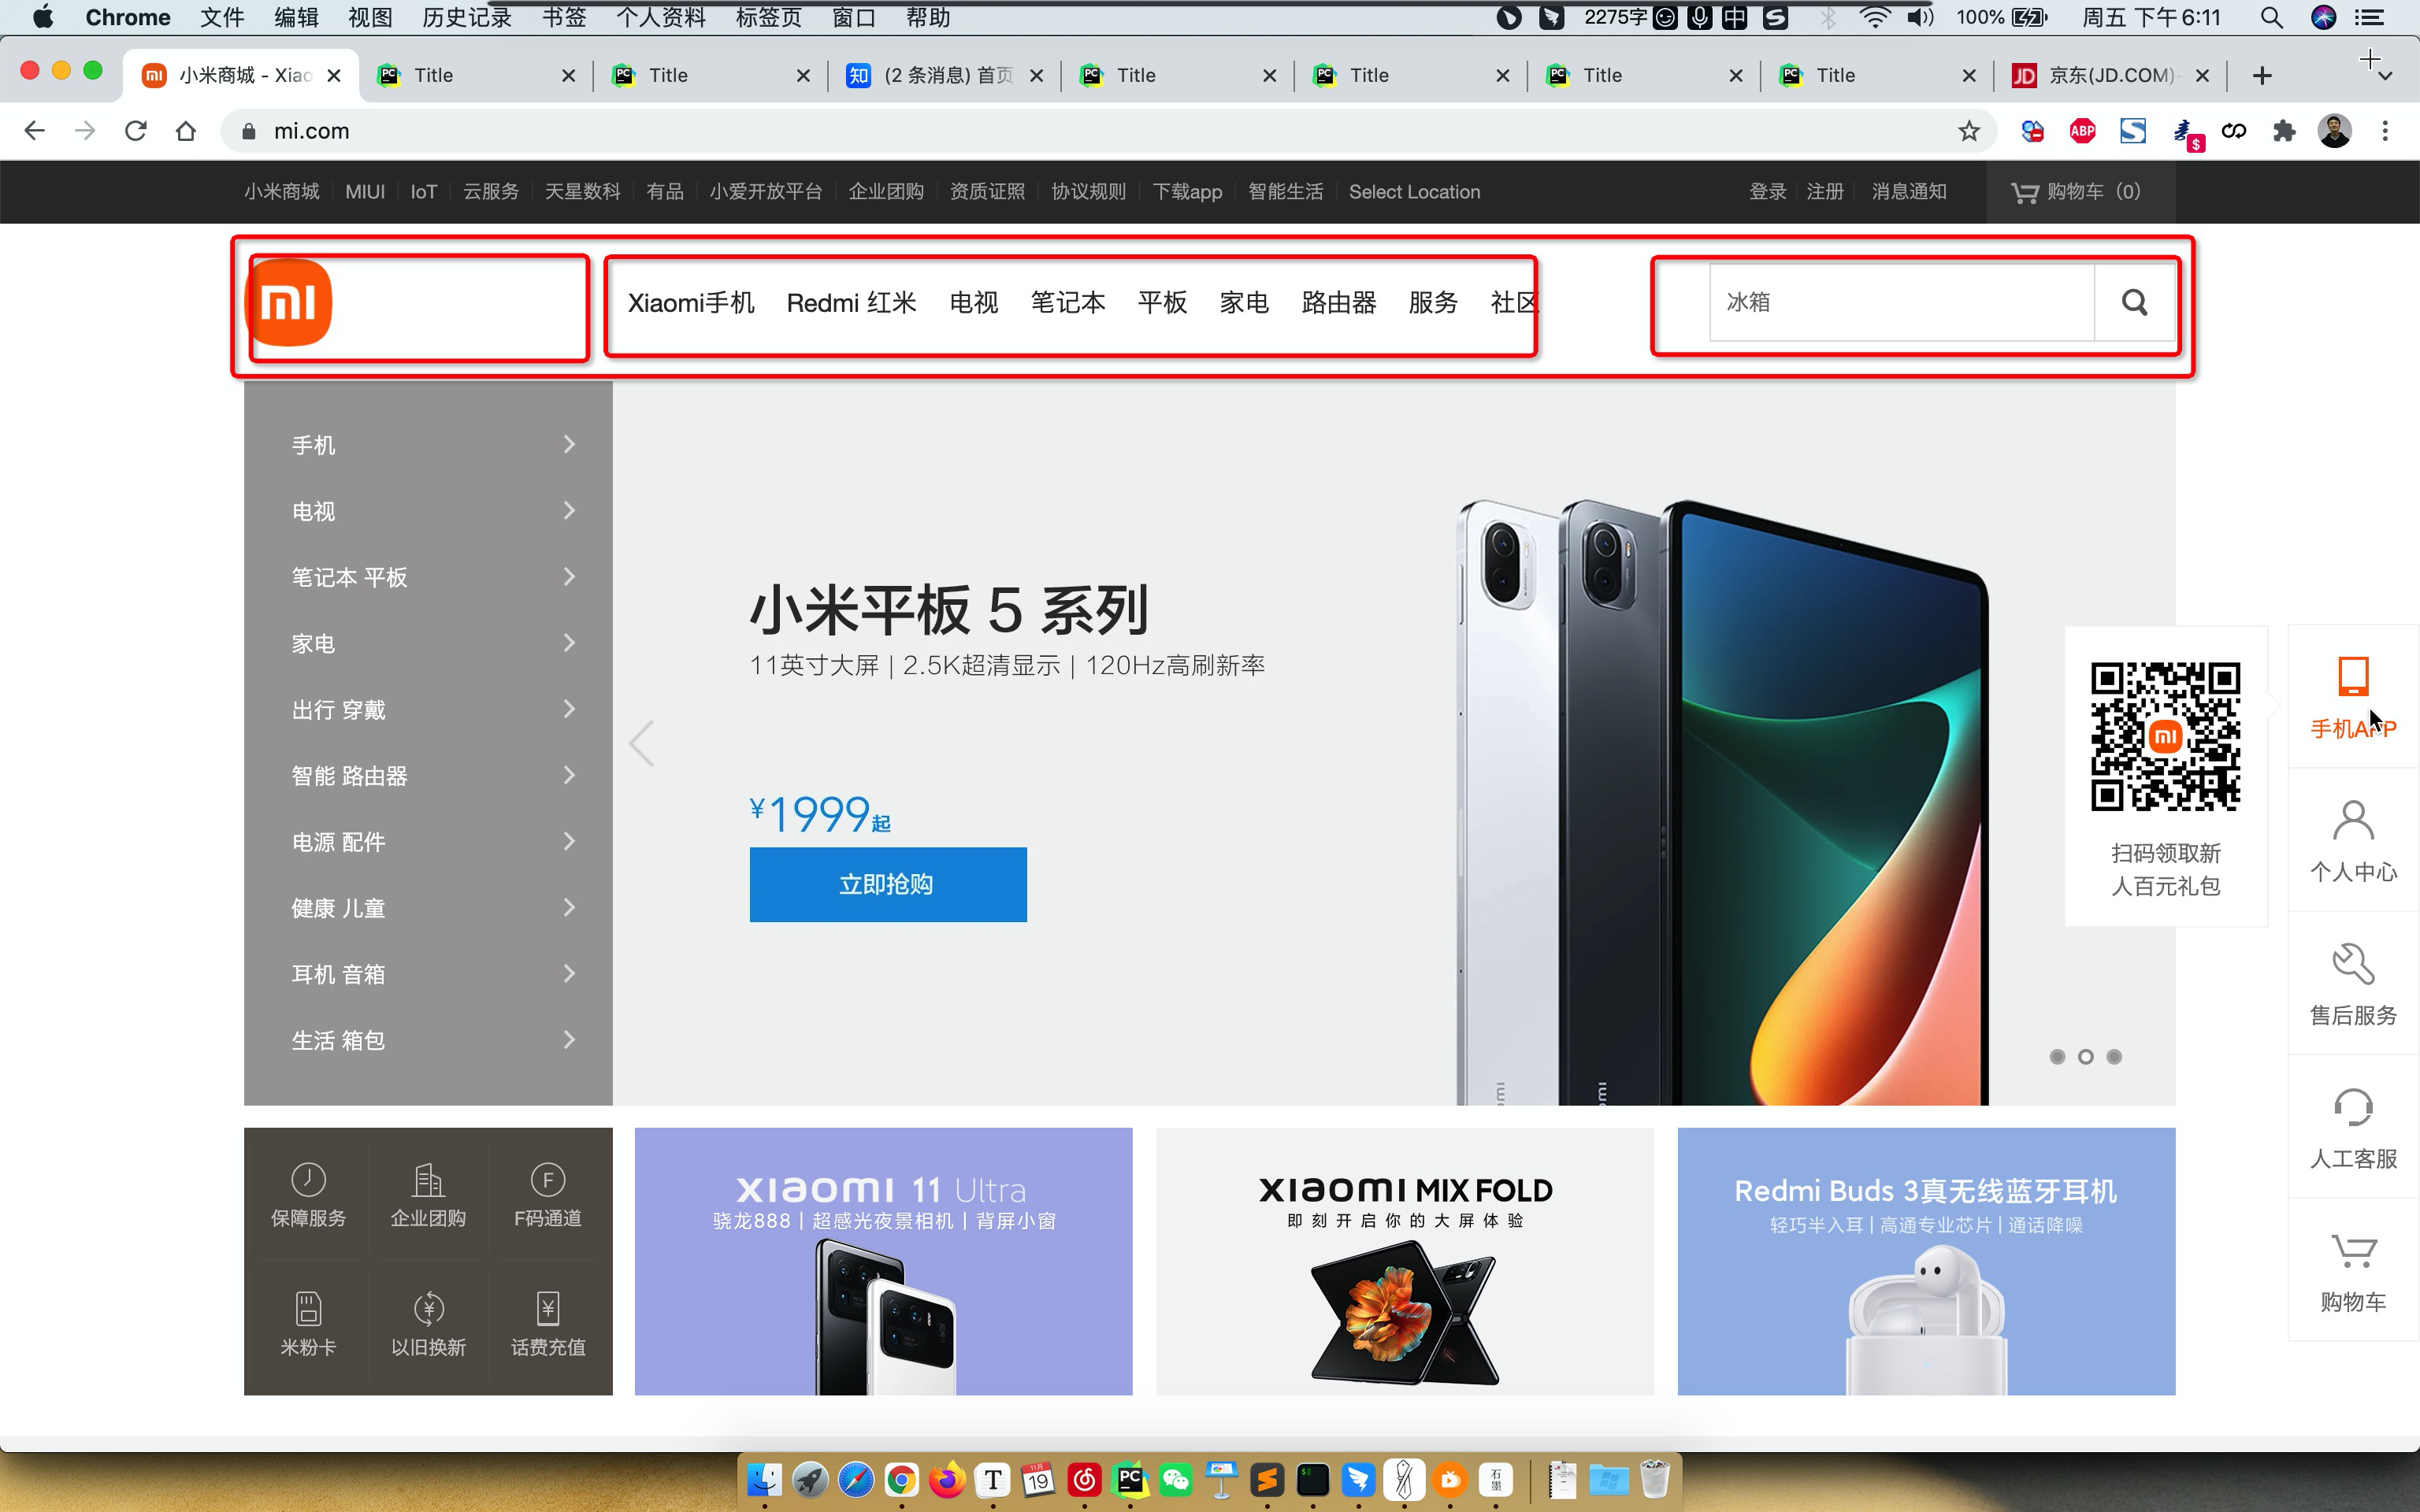 Chrome 文件 编辑 视图 历史记录 书签 个人资料 标签页 窗口 帮助 2275字 中 100% 周五 下午6:11
小米商城 - Xiao Title Title (2 条消息) 首页 Title Title Title Title 京东(JD.COM)-
mi.com ABP
小米商城 MIUI IoT 云服务 天星数科 有品 小爱开放平台 企业团购 资质证照 协议规则 下载app 智能生活 Select Location 登录 注册 消息通知 购物车 (0)
Xiaomi手机 Redmi 红米 电视 笔记本 平板 家电 路由器 服务 社区 冰箱
手机
电视
笔记本 平板
家电
出行 穿戴
智能 路由器
电源 配件
健康 儿童
耳机 音箱
生活 箱包
小米平板 5 系列
11英寸大屏 | 2.5K超清显示 | 120Hz高刷新率
¥1999起
立即抢购
扫码领取新
人百元礼包
手机APP
个人中心
售后服务
人工客服
购物车
保障服务 企业团购 F码通道
米粉卡 以旧换新 话费充值
xiaomi 11 Ultra
骁龙888 | 超感光夜景相机 | 背屏小窗
xiaomi MIX FOLD
即刻开启你的大屏体验
Redmi Buds 3真无线蓝牙耳机
轻巧半入耳 | 高通专业芯片 | 通话降噪
11月
19
PC
石墨